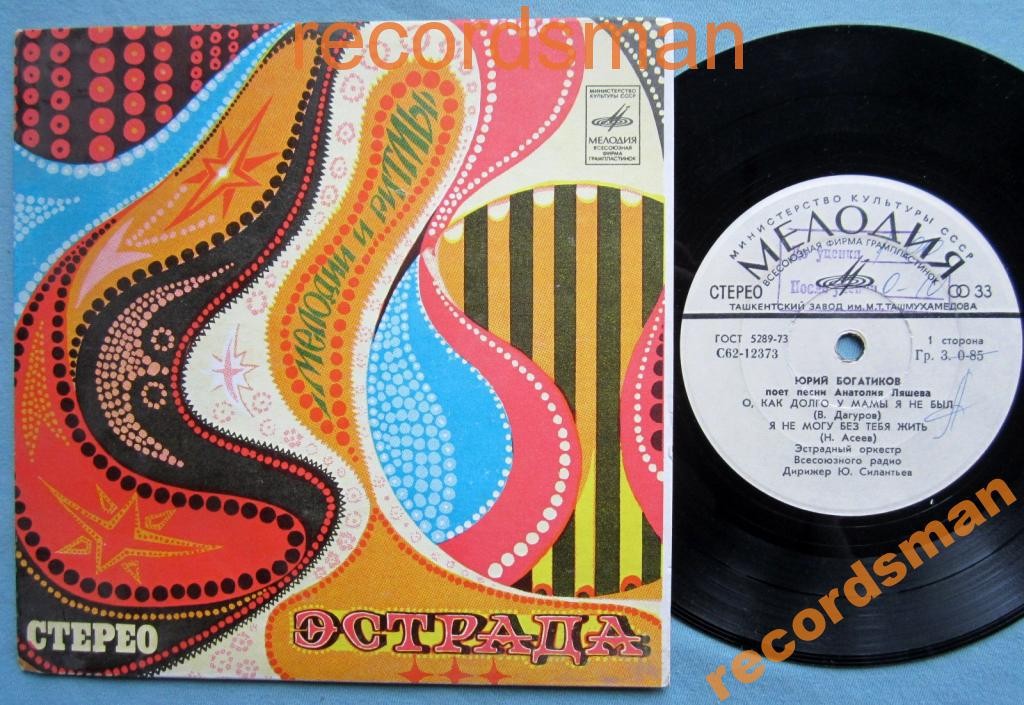 recordsman
МИНИСТЕРСТВО
КУЛЬТУРЫ СССР
МЕЛОДИЯ
ВСЕСОЮЗНАЯ
ФИРМА
ГРАМПЛАСТИНОК
МЕЛОДИИ И РИТМЫ
СТЕРЕО
ЭСТРАДА
МИНИСТЕРСТВО КУЛЬТУРЫ СССР
МЕЛОДИЯ
ВСЕСОЮЗНАЯ ФИРМА ГРАМПЛАСТИНОК
СТЕРЕО 33
ТАШКЕНТСКИЙ ЗАВОД ИМ. М.Т.ТАШМУХАМЕДОВА
ГОСТ 5289-73 1 сторона
С62-12373 Гр. 3. 0-85
ЮРИЙ БОГАТИКОВ
поет песни Анатолия Ляшева
О, КАК ДОЛГО У МАМЫ Я НЕ БЫЛ
(В. Дагуров)
Я НЕ МОГУ БЕЗ ТЕБЯ ЖИТЬ
(Н. Асеев)
Эстрадный оркестр
Всесоюзного радио
Дирижер Ю. Силантьев
recordsman